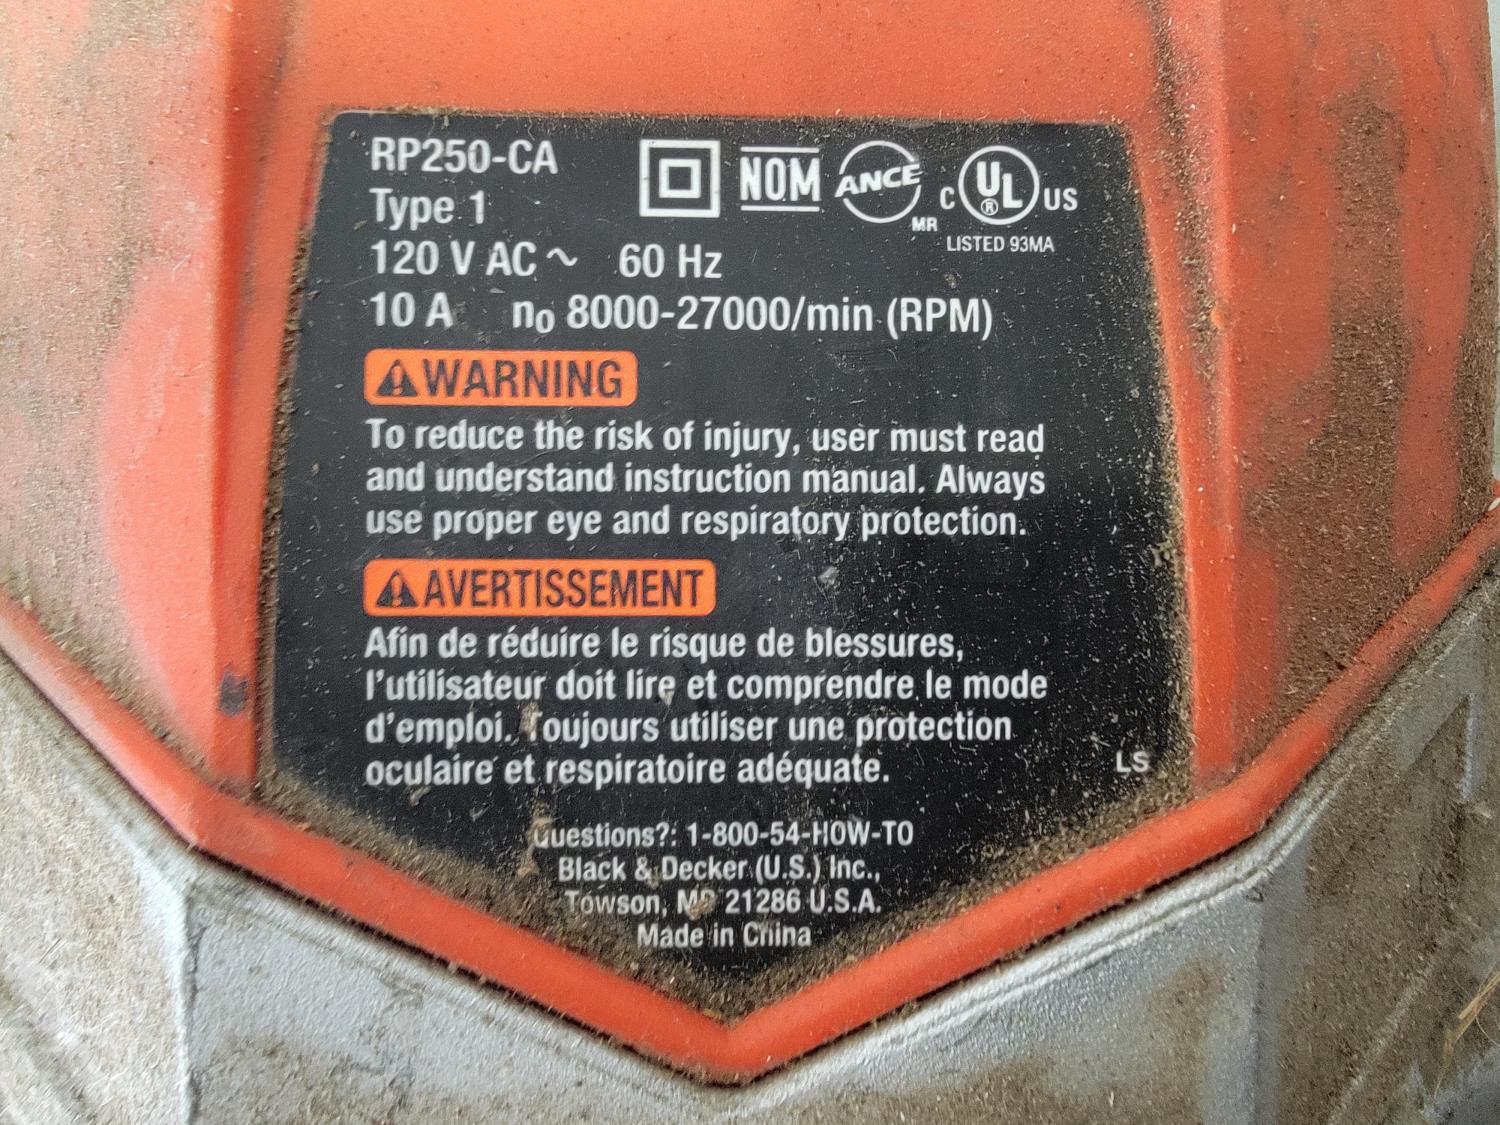 RP250-CA
Type 1
120 V AC ~ 60 Hz
10 A n₀ 8000-27000/min (RPM)
NOM
ANCE
MR
C UL® US
LISTED 93MA
⚠WARNING
To reduce the risk of injury, user must read
and understand instruction manual. Always
use proper eye and respiratory protection.
⚠AVERTISSEMENT
Afin de réduire le risque de blessures,
l'utilisateur doit lire et comprendre le mode
d'emploi. Toujours utiliser une protection
oculaire et respiratoire adéquate.
LS
Questions?: 1-800-54-HOW-TO
Black & Decker (U.S.) Inc.,
Towson, MD 21286 U.S.A.
Made in China